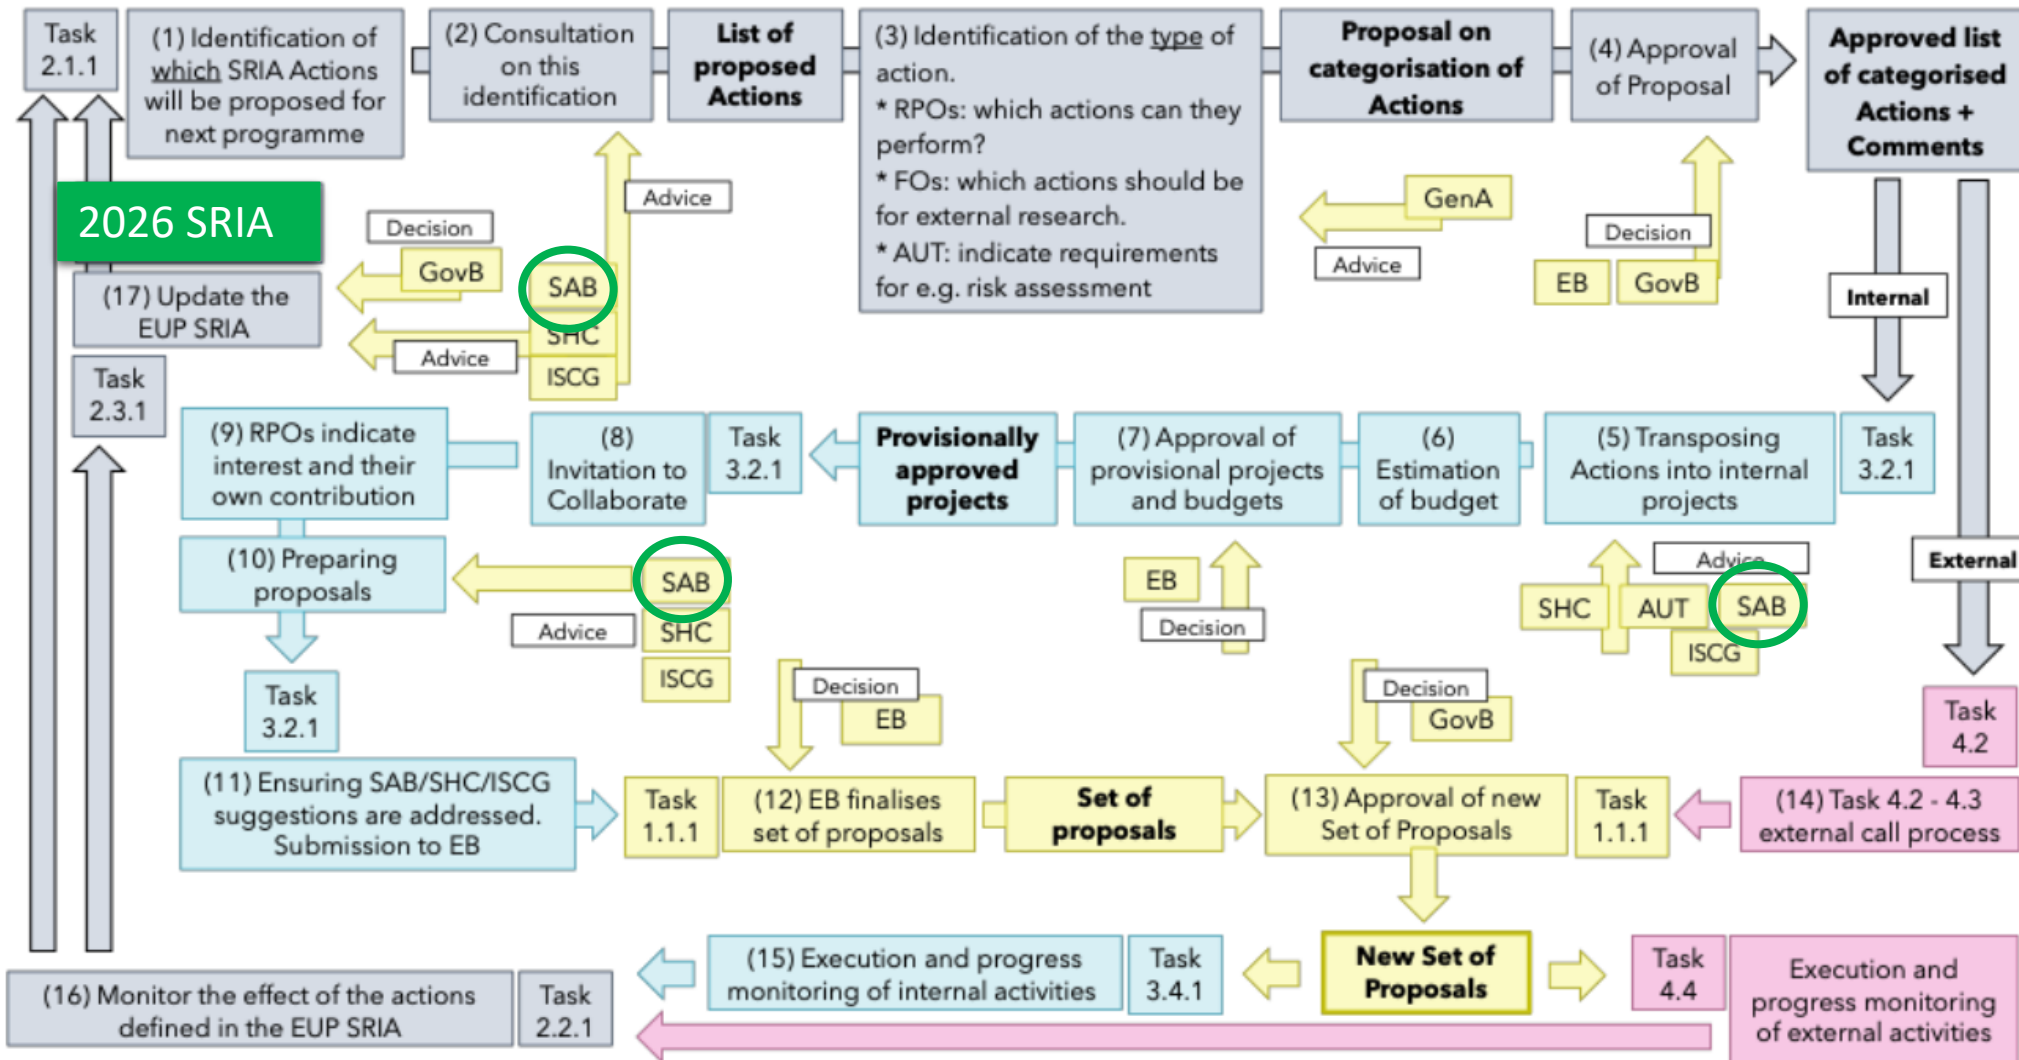 Task
2.1.1
(1) Identification of
which SRIA Actions
will be proposed for
next programme
(2) Consultation
on this
identification
List of
proposed
Actions
(3) Identification of the type of
action.
* RPOs: which actions can they
perform?
* FOs: which actions should be
for external research.
* AUT: indicate requirements
for e.g. risk assessment
Proposal on
categorisation of
Actions
(4) Approval
of Proposal
Approved list
of categorised
Actions +
Comments
2026 SRIA
Decision
GovB
SAB
SHC
ISCG
Advice
Advice
GenA
Advice
Decision
EB
GovB
Internal
External
(17) Update the
EUP SRIA
Task
2.3.1
(9) RPOs indicate
interest and their
own contribution
(8)
Invitation to
Collaborate
Task
3.2.1
Provisionally
approved
projects
(7) Approval of
provisional projects
and budgets
(6)
Estimation
of budget
(5) Transposing
Actions into internal
projects
Task
3.2.1
(10) Preparing
proposals
Advice
SAB
SHC
ISCG
EB
Decision
Advice
SHC
AUT
SAB
ISCG
Task
3.2.1
Decision
EB
Decision
GovB
Task
4.2
(11) Ensuring SAB/SHC/ISCG
suggestions are addressed.
Submission to EB
Task
1.1.1
(12) EB finalises
set of proposals
Set of
proposals
(13) Approval of new
Set of Proposals
Task
1.1.1
(14) Task 4.2 - 4.3
external call process
(16) Monitor the effect of the actions
defined in the EUP SRIA
Task
2.2.1
(15) Execution and progress
monitoring of internal activities
Task
3.4.1
New Set of
Proposals
Task
4.4
Execution and
progress monitoring
of external activities